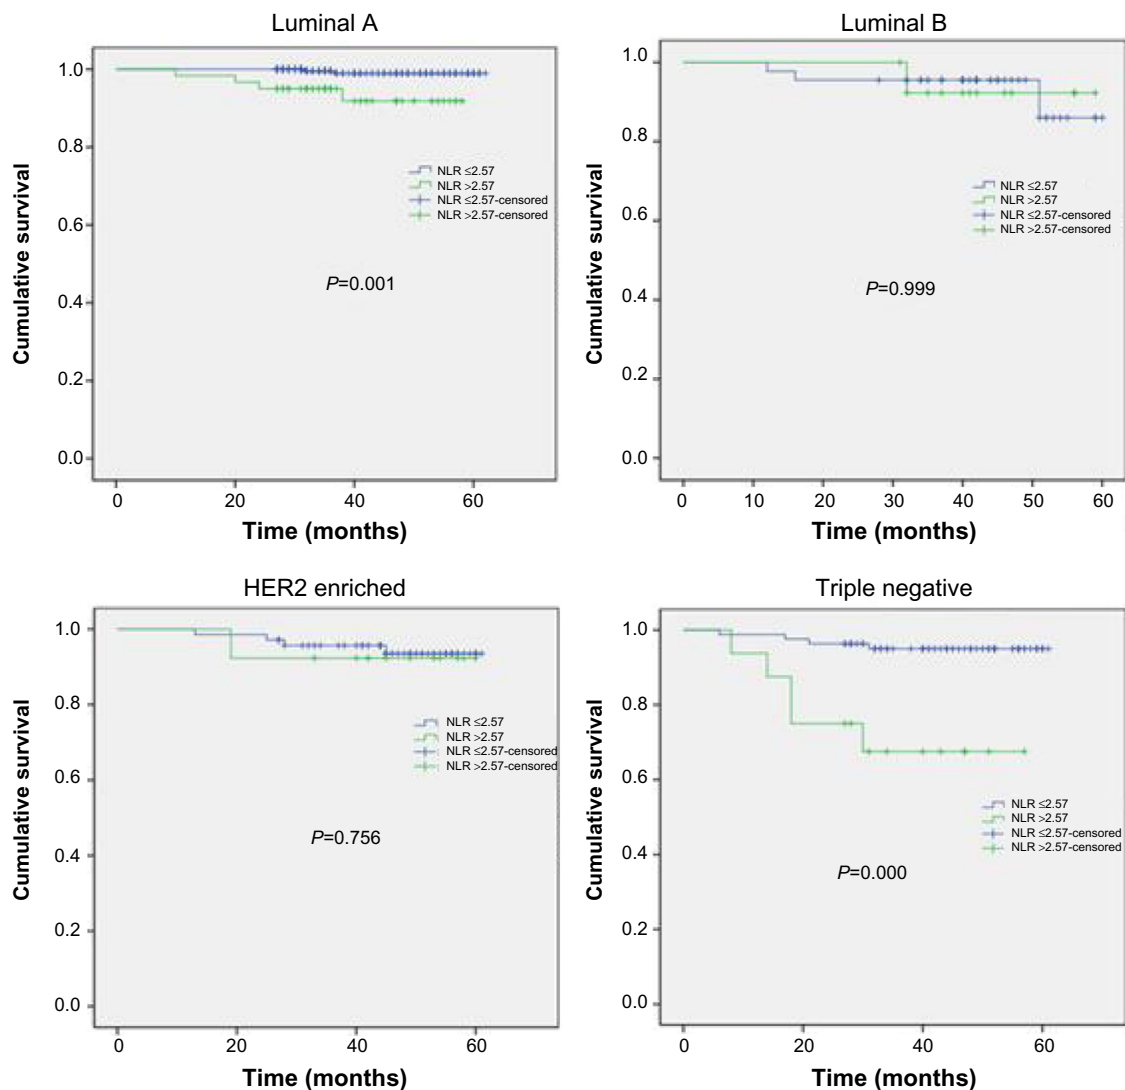 Luminal A
1.0
0.8
0.6
0.4
0.2
0.0
Cumulative survival
NLR ≤2.57
NLR >2.57
NLR ≤2.57-censored
NLR >2.57-censored
P=0.001
0 20 40 60
Time (months)
Luminal B
1.0
0.8
0.6
0.4
0.2
0.0
Cumulative survival
NLR ≤2.57
NLR >2.57
NLR ≤2.57-censored
NLR >2.57-censored
P=0.999
0 10 20 30 40 50 60
Time (months)
HER2 enriched
1.0
0.8
0.6
0.4
0.2
0.0
Cumulative survival
NLR ≤2.57
NLR >2.57
NLR ≤2.57-censored
NLR >2.57-censored
P=0.756
0 20 40 60
Time (months)
Triple negative
1.0
0.8
0.6
0.4
0.2
0.0
Cumulative survival
NLR ≤2.57
NLR >2.57
NLR ≤2.57-censored
NLR >2.57-censored
P=0.000
0 20 40 60
Time (months)